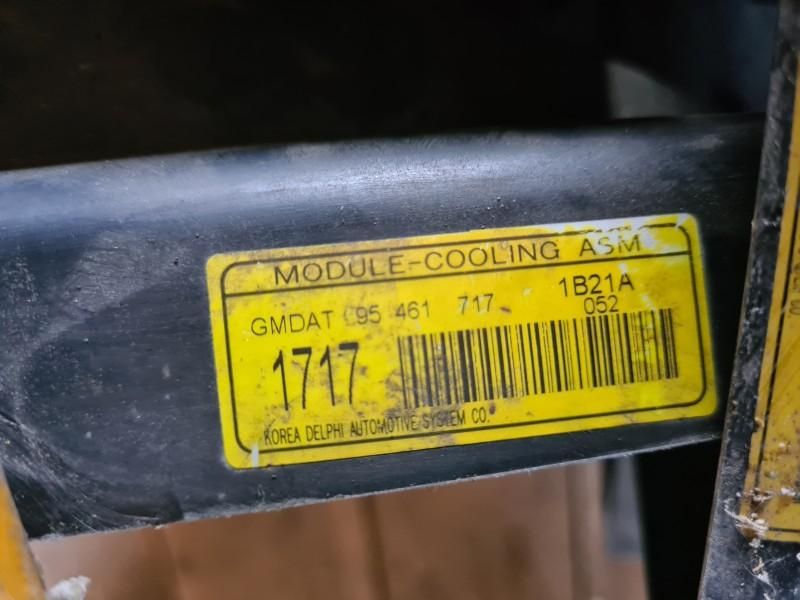 MODULE-COOLING ASM
GMDAT 95 461 717 1B21A
052
1717
KOREA DELPHI AUTOMOTIVE SYSTEM CO.